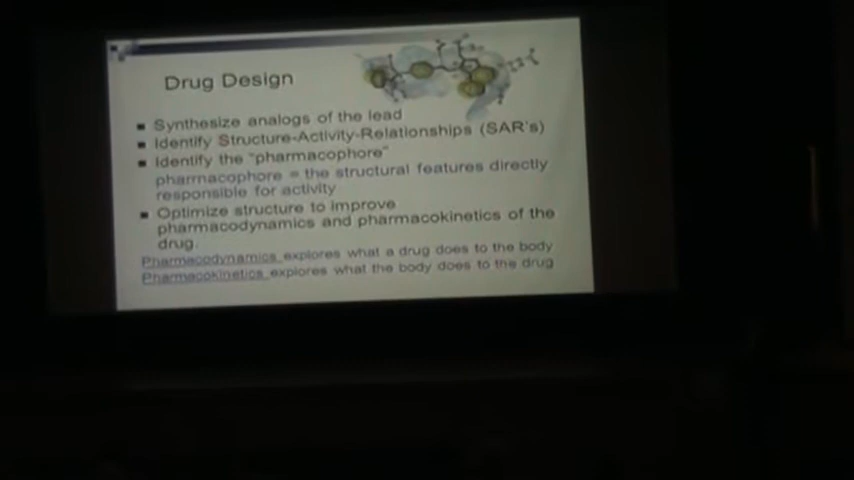 Drug Design
▪ Synthesize analogs of the lead
▪ Identify Structure-Activity-Relationships (SAR's)
▪ Identify the "pharmacophore"
pharmacophore = the structural features directly
responsible for activity
▪ Optimize structure to improve
pharmacodynamics and pharmacokinetics of the
drug.
Pharmacodynamics explores what a drug does to the body
Pharmacokinetics explores what the body does to the drug